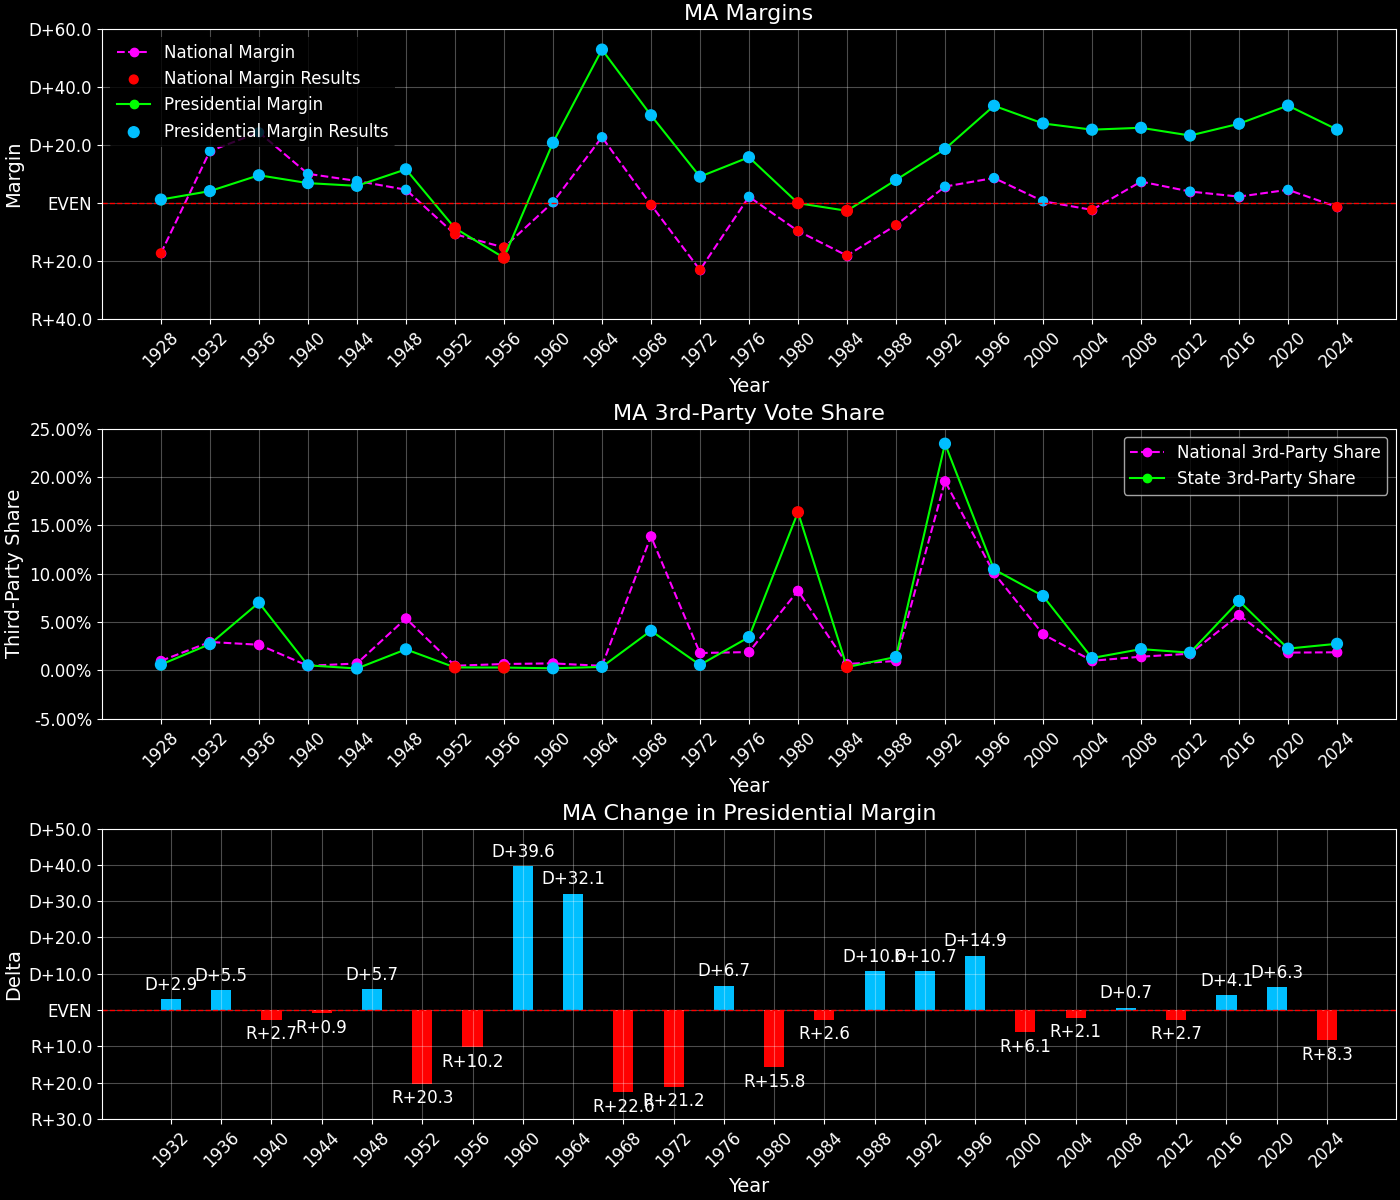 MA Margins
D+60.0
D+40.0
D+20.0
EVEN
R+20.0
R+40.0
Margin
National Margin
National Margin Results
Presidential Margin
Presidential Margin Results
1928 1932 1936 1940 1944 1948 1952 1956 1960 1964 1968 1972 1976 1980 1984 1988 1992 1996 2000 2004 2008 2012 2016 2020 2024
Year
MA 3rd-Party Vote Share
25.00%
20.00%
15.00%
10.00%
5.00%
0.00%
-5.00%
Third-Party Share
National 3rd-Party Share
State 3rd-Party Share
1928 1932 1936 1940 1944 1948 1952 1956 1960 1964 1968 1972 1976 1980 1984 1988 1992 1996 2000 2004 2008 2012 2016 2020 2024
Year
MA Change in Presidential Margin
D+50.0
D+40.0
D+30.0
D+20.0
D+10.0
EVEN
R+10.0
R+20.0
R+30.0
Delta
D+2.9 D+5.5 R+2.7 R+0.9 D+5.7 R+20.3 R+10.2 D+39.6 D+32.1 R+22.6 R+21.2 D+6.7 R+15.8 R+2.6 D+10.6 D+10.7 D+14.9 R+6.1 R+2.1 D+0.7 R+2.7 D+4.1 D+6.3 R+8.3
1932 1936 1940 1944 1948 1952 1956 1960 1964 1968 1972 1976 1980 1984 1988 1992 1996 2000 2004 2008 2012 2016 2020 2024
Year